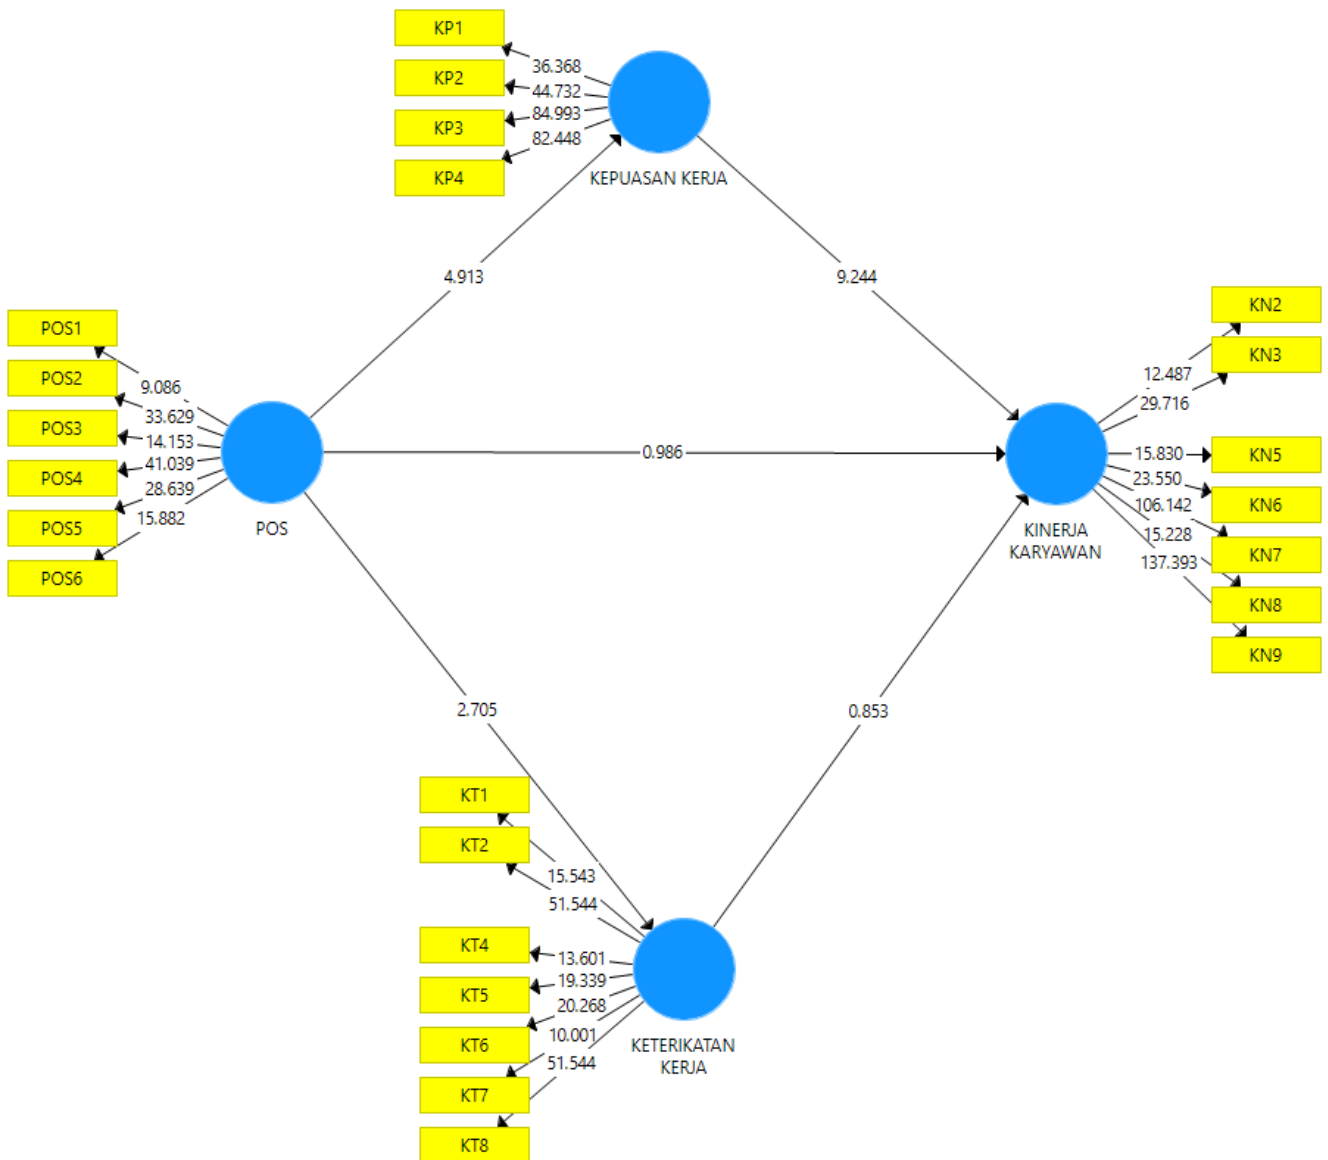 KP1
KP2
KP3
KP4
36.368
44.732
84.993
82.448
KEPUASAN KERJA
4.913
9.244
POS1
POS2
POS3
POS4
POS5
POS6
9.086
33.629
14.153
41.039
28.639
15.882
POS
0.986
KINERJA
KARYAWAN
12.487
29.716
15.830
23.550
106.142
15.228
137.393
KN2
KN3
KN5
KN6
KN7
KN8
KN9
2.705
0.853
KT1
KT2
KT4
KT5
KT6
KT7
KT8
15.543
51.544
13.601
19.339
20.268
10.001
51.544
KETERIKATAN
KERJA